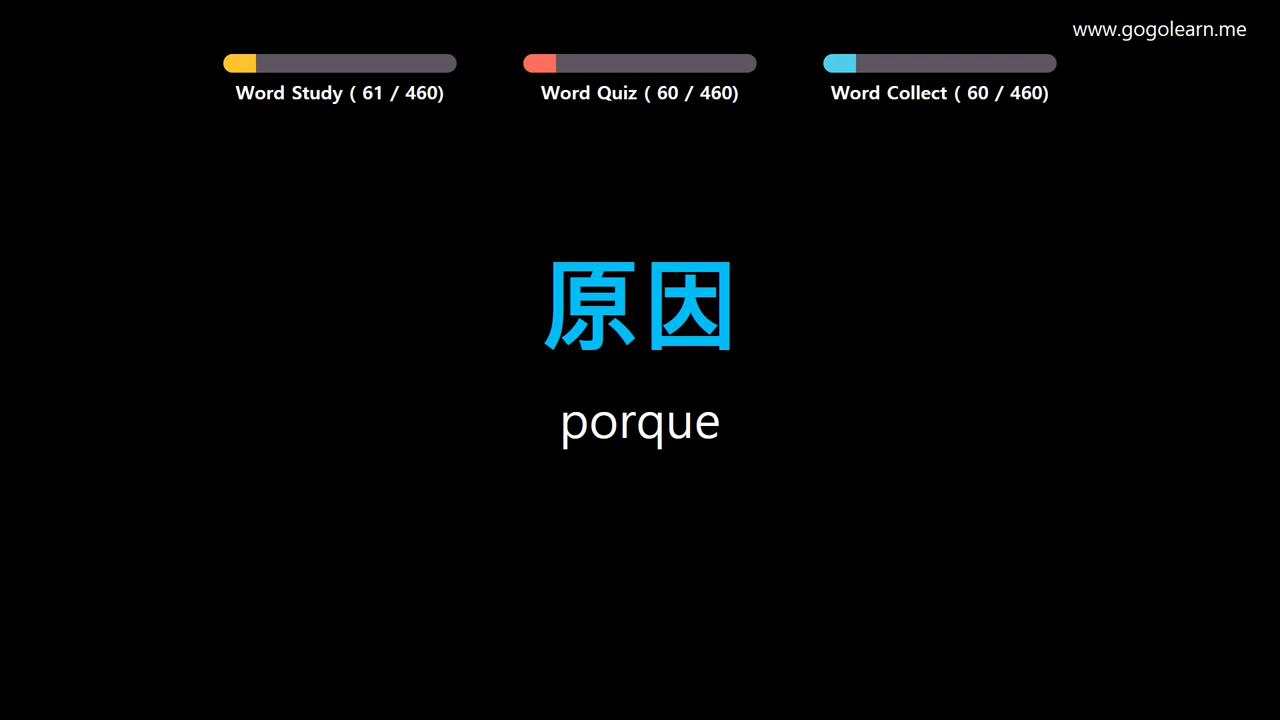 www.gogolearn.me
Word Study ( 61 / 460)
Word Quiz ( 60 / 460)
Word Collect ( 60 / 460)
原因
porque